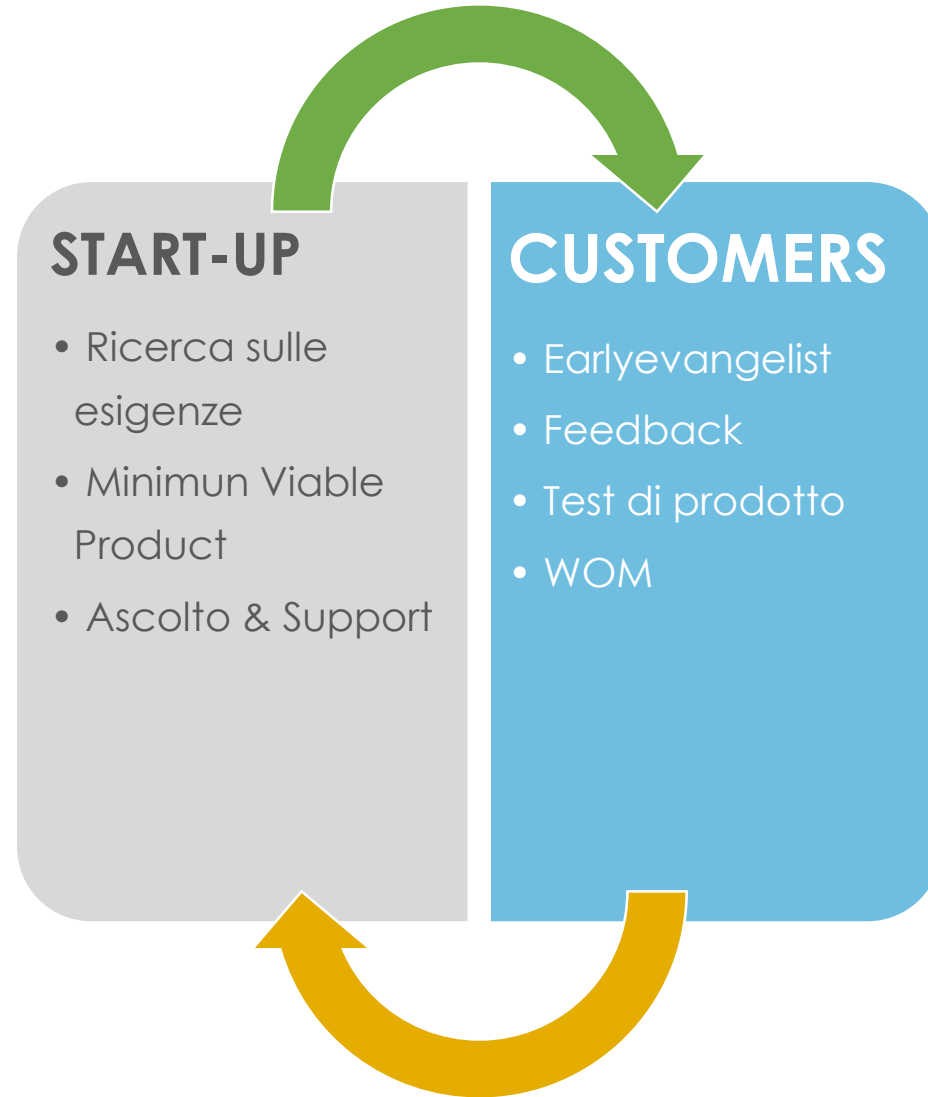 START-UP
• Ricerca sulle
esigenze
• Minimun Viable
Product
• Ascolto & Support
CUSTOMERS
• Earlyevangelist
• Feedback
• Test di prodotto
• WOM